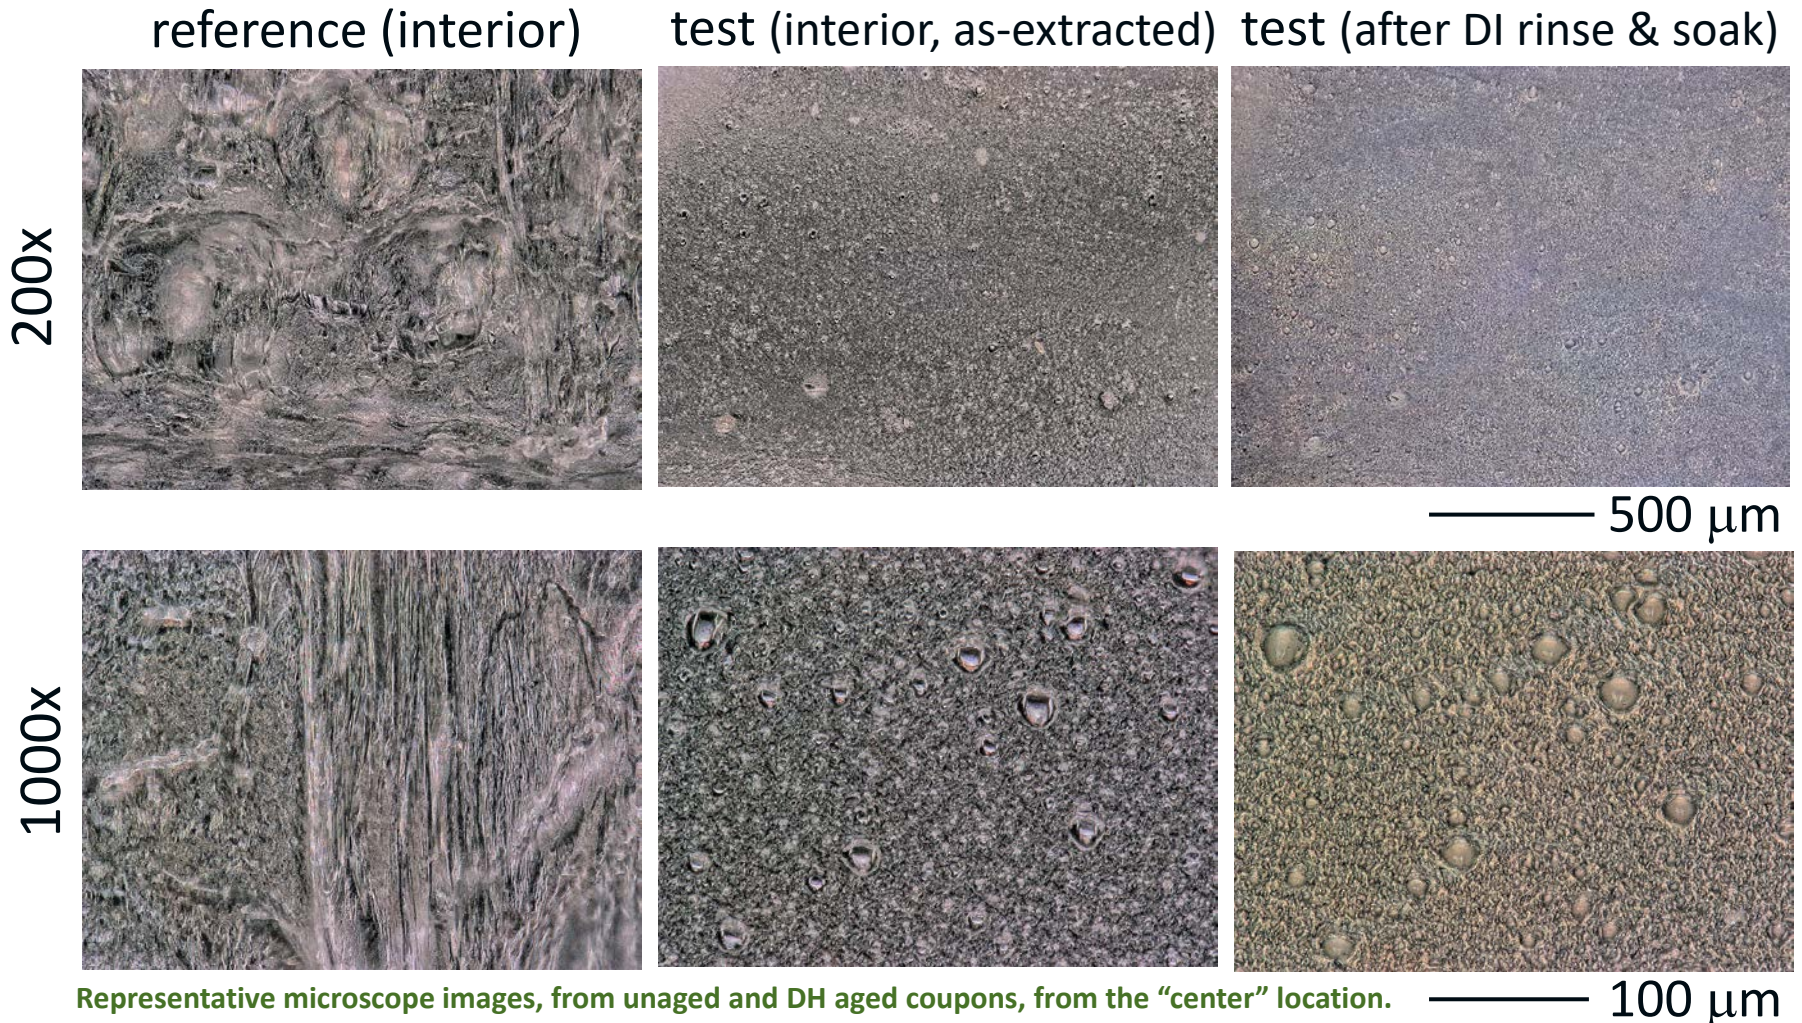 reference (interior)
test (interior, as-extracted)
test (after DI rinse & soak)
200x
500 μm
1000x
Representative microscope images, from unaged and DH aged coupons, from the “center” location.
100 μm